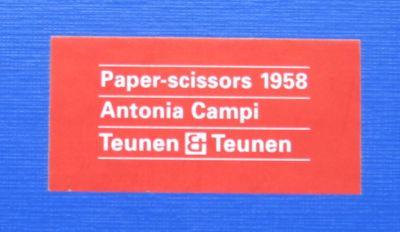 Paper-scissors 1958
Antonia Campi
Teunen & Teunen